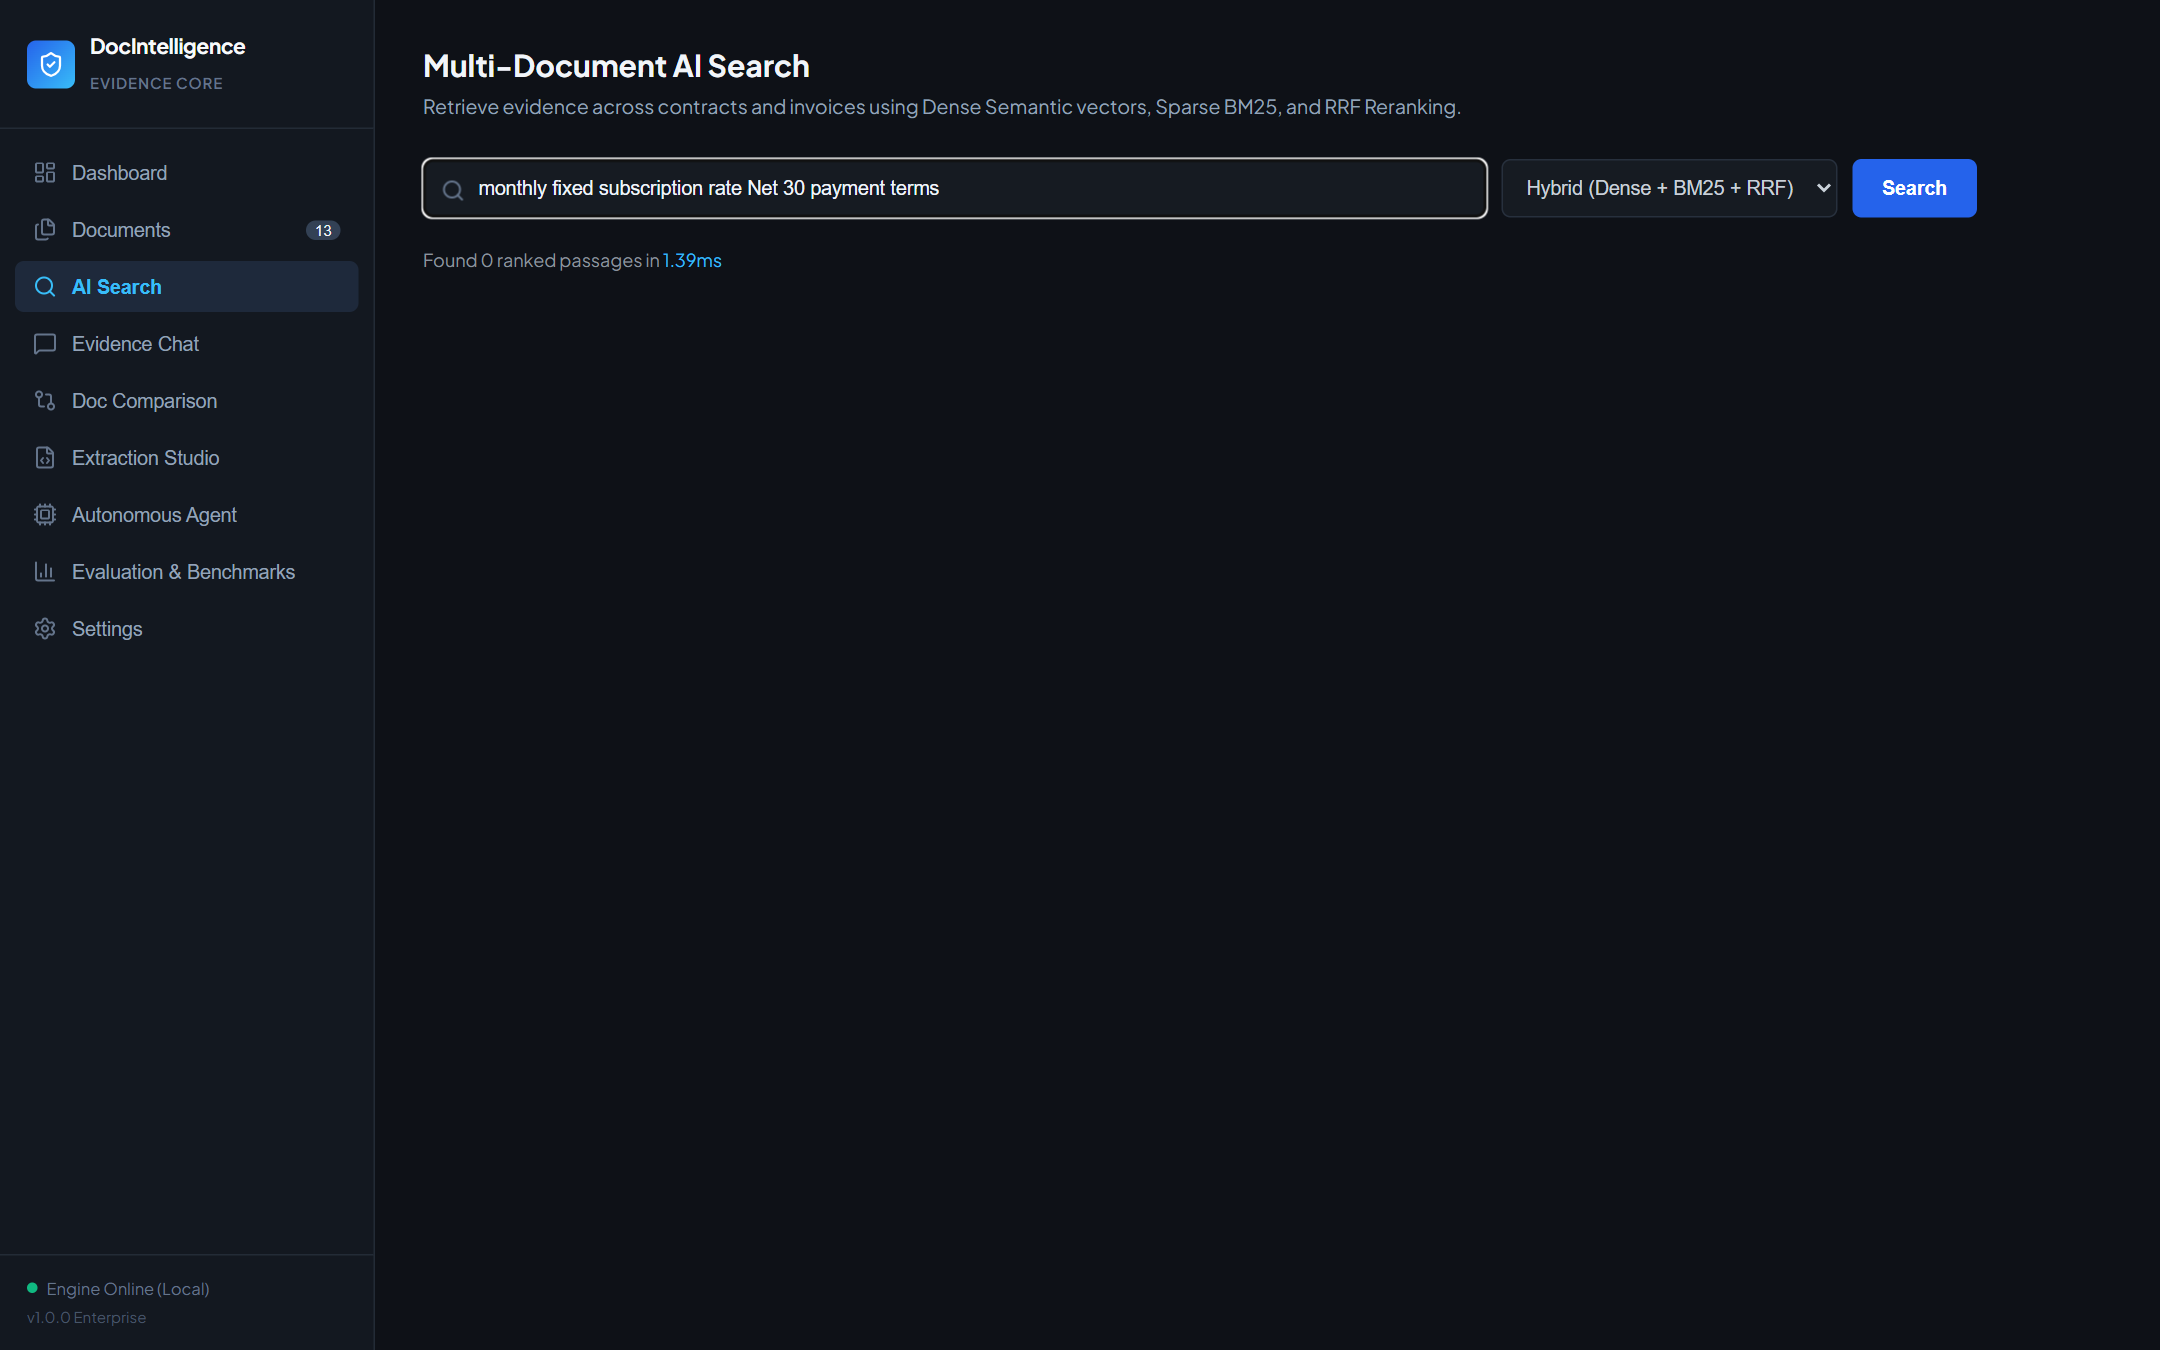 DocIntelligence
EVIDENCE CORE
Dashboard
Documents 13
AI Search
Evidence Chat
Doc Comparison
Extraction Studio
Autonomous Agent
Evaluation & Benchmarks
Settings
Engine Online (Local)
v1.0.0 Enterprise
Multi-Document AI Search
Retrieve evidence across contracts and invoices using Dense Semantic vectors, Sparse BM25, and RRF Reranking.
monthly fixed subscription rate Net 30 payment terms
Hybrid (Dense + BM25 + RRF)
Search
Found 0 ranked passages in 1.39ms